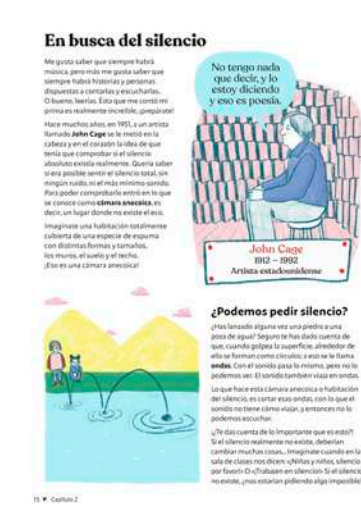 En busca del silencio
Me gusta saber que siempre habrá
música, pero más me gusta saber que
siempre habrá historias y personas
dispuestas a contarlas y escucharlas.
O bueno, leerlas. Esta que me contó mi
prima es realmente increíble, ¡prepárate!
Hace muchos años, en 1951, a un artista
llamado John Cage se le metió en la
cabeza y en el corazón la idea de que
tenía que comprobar si el silencio
absoluto existía realmente. Quería saber
si era posible sentir el silencio total, sin
ningún ruido, ni el más mínimo sonido.
Para poder comprobarlo entró en lo que
se conoce como cámara anecoica, es
decir, un lugar donde no existe el eco.
Imagínate una habitación totalmente
cubierta de una especie de espuma
con distintas formas y tamaños,
los muros, el suelo y el techo.
¡Eso es una cámara anecoica!
No tengo nada
que decir, y lo
estoy diciendo
y eso es poesía.
John Cage
1912 – 1992
Artista estadounidense
¿Podemos pedir silencio?
¿Has lanzado alguna vez una piedra a una
poza de agua? Seguro te has dado cuenta de
que, cuando golpea la superficie, alrededor de
ella se forman como círculos; a eso se le llama
ondas. Con el sonido pasa lo mismo, pero no lo
podemos ver. El sonido también viaja en ondas.
Lo que hace esta cámara anecoica o habitación
del silencio, es cortar esas ondas, con lo que el
sonido no tiene cómo viajar, y entonces no lo
podemos escuchar.
¡¿Te das cuenta de lo importante que es esto?!
Si el silencio realmente no existe, deberían
cambiar muchas cosas... Imagínate cuando en la
sala de clases nos dicen: «¡Niñas y niños, silencio
por favor!» O «¡Trabajen en silencio!» Si el silencio
no existe, ¡nos estarían pidiendo algo imposible!
15 Capítulo 2